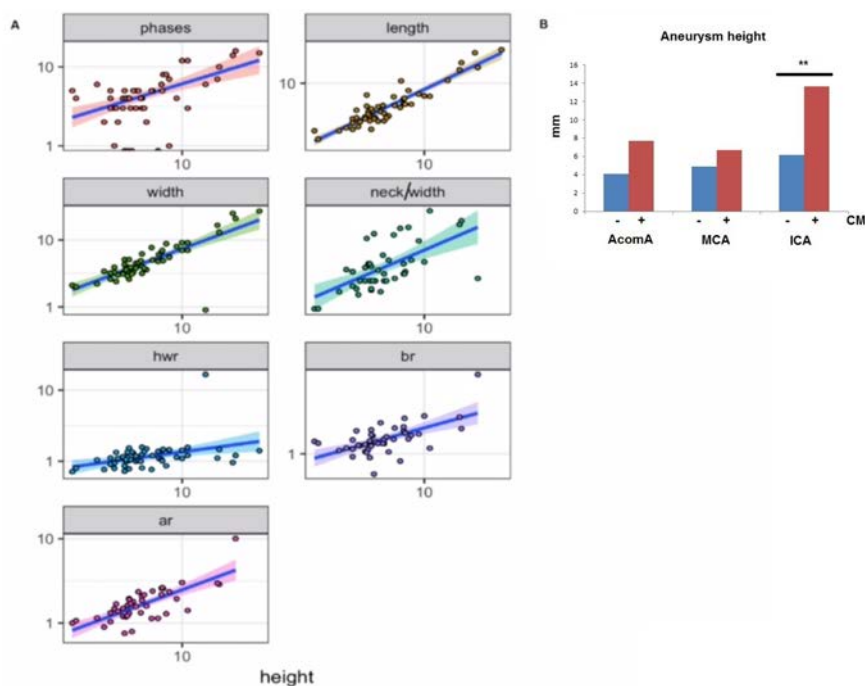 A
phases
length
10
1
10
10
width
neck/width
10
1
10
10
hwr
br
10
1
1
10
10
ar
10
1
10
height
B
Aneurysm height
**
16
14
12
10
8
6
4
2
0
mm
- + - + - + CM
AcomA MCA ICA